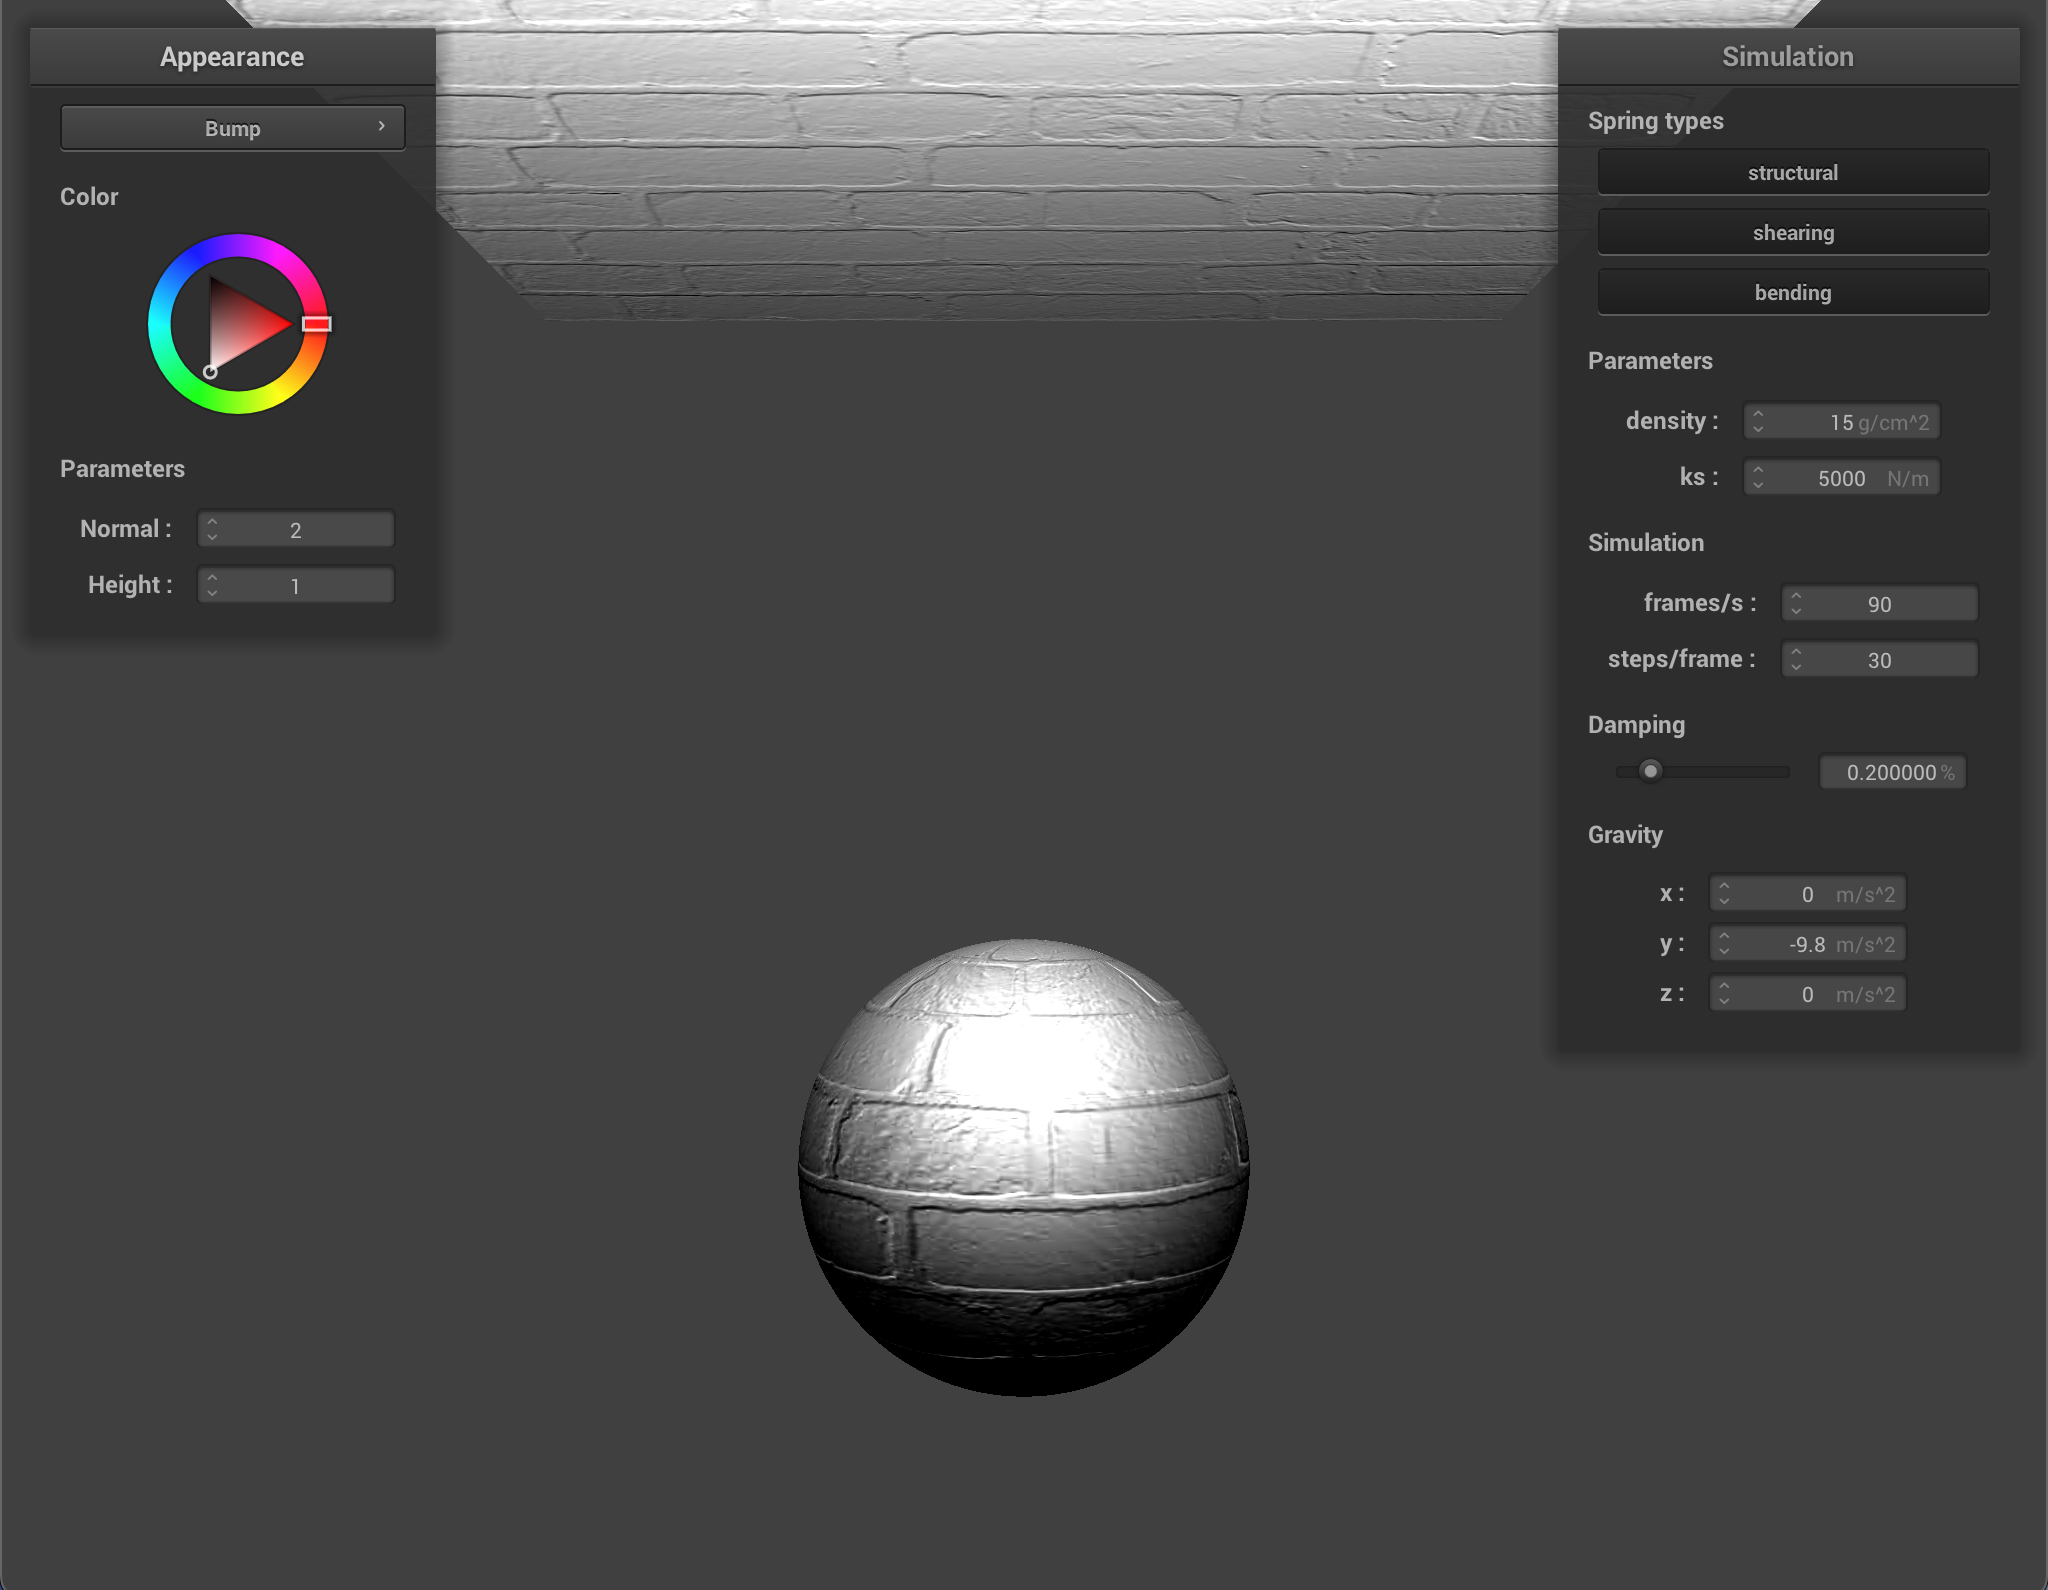 Appearance
Bump
Color
Parameters
Normal :
2
Height :
1
Simulation
Spring types
structural
shearing
bending
Parameters
density :
15 g/cm^2
ks :
5000 N/m
Simulation
frames/s :
90
steps/frame :
30
Damping
0.200000 %
Gravity
x :
0 m/s^2
y :
-9.8 m/s^2
z :
0 m/s^2